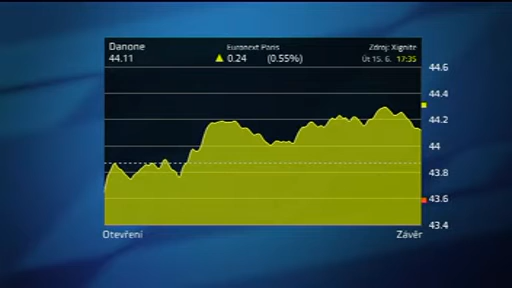 Danone Euronext Paris Zdroj: Xignite
44.11 0.24 (0.55%) Út 15. 6. 17:35
44.6
44.4
44.2
44
43.8
43.6
43.4
Otevření Závěr